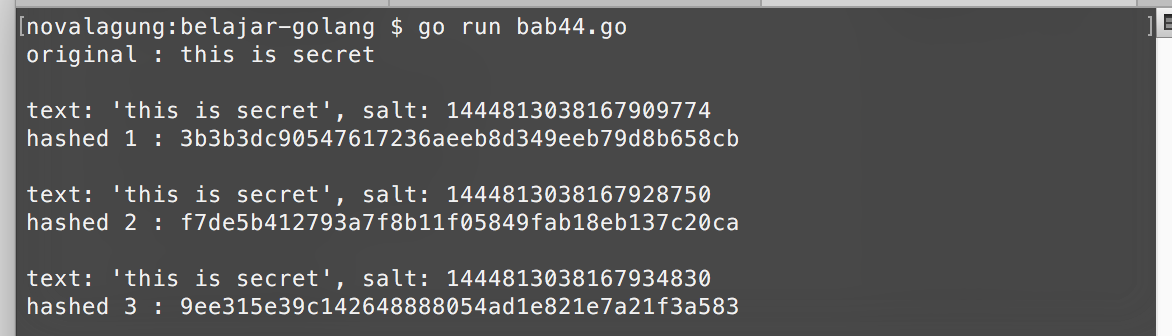 [novalagung:belajar-golang $ go run bab44.go ]
original : this is secret
text: 'this is secret', salt: 1444813038167909774
hashed 1 : 3b3b3dc90547617236aeeb8d349eeb79d8b658cb
text: 'this is secret', salt: 1444813038167928750
hashed 2 : f7de5b412793a7f8b11f05849fab18eb137c20ca
text: 'this is secret', salt: 1444813038167934830
hashed 3 : 9ee315e39c142648888054ad1e821e7a21f3a583